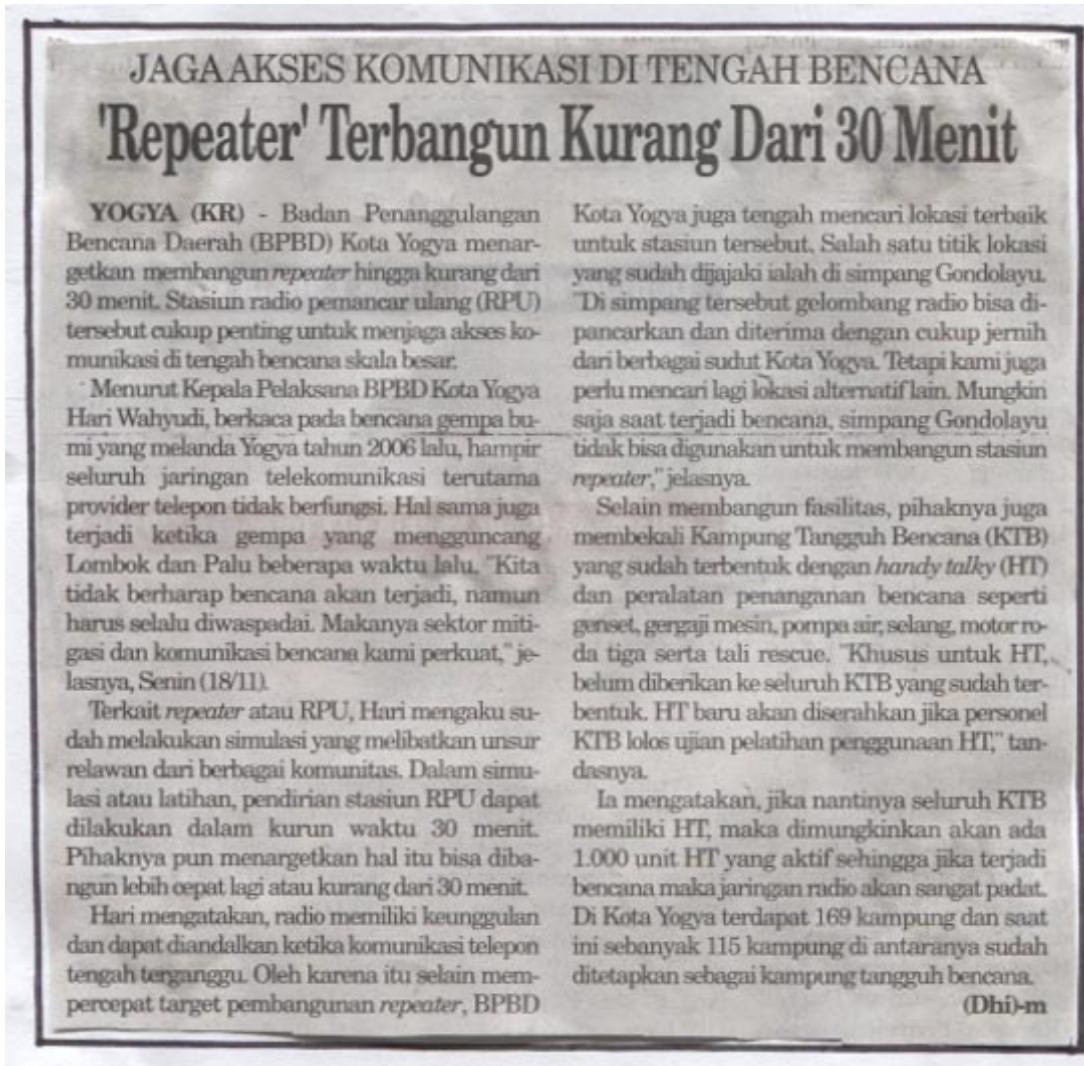 JAGA AKSES KOMUNIKASI DI TENGAH BENCANA
'Repeater' Terbangun Kurang Dari 30 Menit
YOGYA (KR) - Badan Penanggulangan
Bencana Daerah (BPBD) Kota Yogya menar-
getkan membangun repeater hingga kurang dari
30 menit. Stasiun radio pemancar ulang (RPU)
tersebut cukup penting untuk menjaga akses ko-
munikasi di tengah bencana skala besar.
Menurut Kepala Pelaksana BPBD Kota Yogya
Hari Wahyudi, berkaca pada bencana gempa bu-
mi yang melanda Yogya tahun 2006 lalu, hampir
seluruh jaringan telekomunikasi terutama
provider telepon tidak berfungsi. Hal sama juga
terjadi ketika gempa yang mengguncang
Lombok dan Palu beberapa waktu lalu. "Kita
tidak berharap bencana akan terjadi, namun
harus selalu diwaspadai. Makanya sektor miti-
gasi dan komunikasi bencana kami perkuat," je-
lasnya, Senin (18/11).
Terkait repeater atau RPU, Hari mengaku su-
dah melakukan simulasi yang melibatkan unsur
relawan dari berbagai komunitas. Dalam simu-
lasi atau latihan, pendirian stasiun RPU dapat
dilakukan dalam kurun waktu 30 menit.
Pihaknya pun menargetkan hal itu bisa diba-
ngun lebih cepat lagi atau kurang dari 30 menit.
Hari mengatakan, radio memiliki keunggulan
dan dapat diandalkan ketika komunikasi telepon
tengah terganggu. Oleh karena itu selain mem-
percepat target pembangunan repeater, BPBD
Kota Yogya juga tengah mencari lokasi terbaik
untuk stasiun tersebut. Salah satu titik lokasi
yang sudah dijajaki ialah di simpang Gondolayu.
"Di simpang tersebut gelombang radio bisa di-
pancarkan dan diterima dengan cukup jernih
dari berbagai sudut Kota Yogya. Tetapi kami juga
perlu mencari lagi lokasi alternatif lain. Mungkin
saja saat terjadi bencana, simpang Gondolayu
tidak bisa digunakan untuk membangun stasiun
repeater," jelasnya.
Selain membangun fasilitas, pihaknya juga
membekali Kampung Tangguh Bencana (KTB)
yang sudah terbentuk dengan handy talky (HT)
dan peralatan penanganan bencana seperti
genset, gergaji mesin, pompa air, selang, motor ro-
da tiga serta tali rescue. "Khusus untuk HT,
belum diberikan ke seluruh KTB yang sudah ter-
bentuk. HT baru akan diserahkan jika personel
KTB lolos ujian pelatihan penggunaan HT," tan-
dasnya.
Ia mengatakan, jika nantinya seluruh KTB
memiliki HT, maka dimungkinkan akan ada
1.000 unit HT yang aktif sehingga jika terjadi
bencana maka jaringan radio akan sangat padat.
Di Kota Yogya terdapat 169 kampung dan saat
ini sebanyak 115 kampung di antaranya sudah
ditetapkan sebagai kampung tangguh bencana.
(Dhi)-m